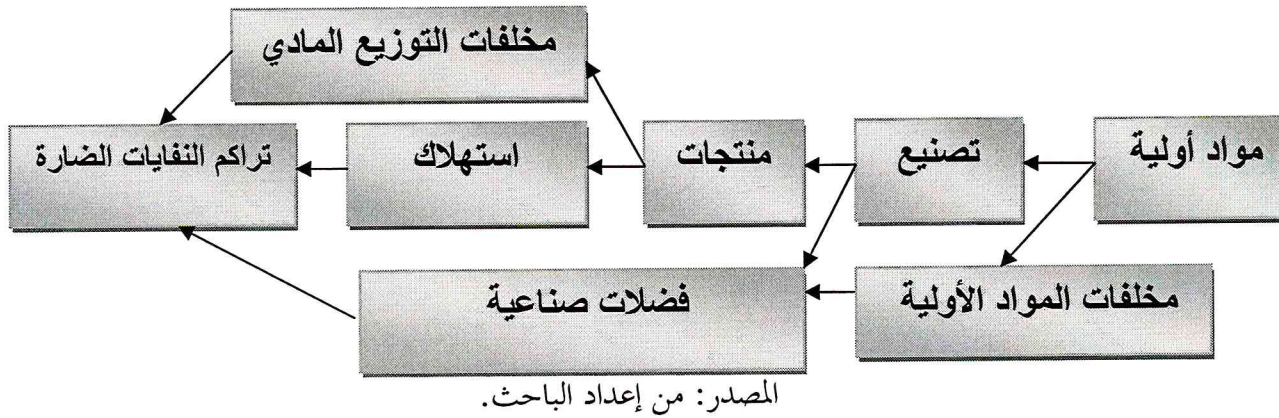 مخلفات التوزيع المادي
مواد أولية
تصنيع
منتجات
استهلاك
تراكم النفايات الضارة
مخلفات المواد الأولية
فضلات صناعية
المصدر: من إعداد الباحث.